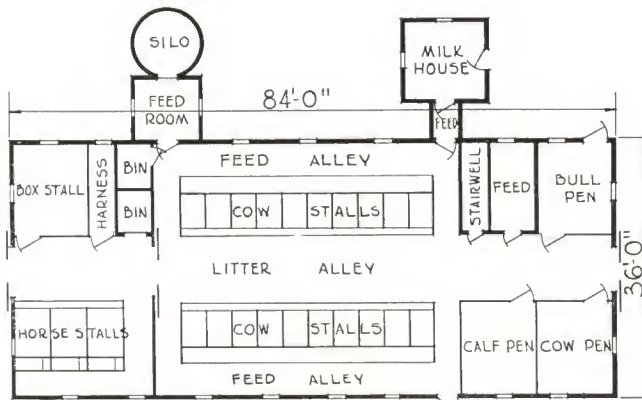 SILO
MILK
HOUSE
FEED
ROOM
84'-0"
FEED
FEED ALLEY
BOX STALL
HARNESS
BIN
BIN
COW STALLS
STAIRWELL
FEED
BULL
PEN
LITTER ALLEY
36'-0"
HORSE STALLS
COW STALLS
CALF PEN
COW PEN
FEED ALLEY